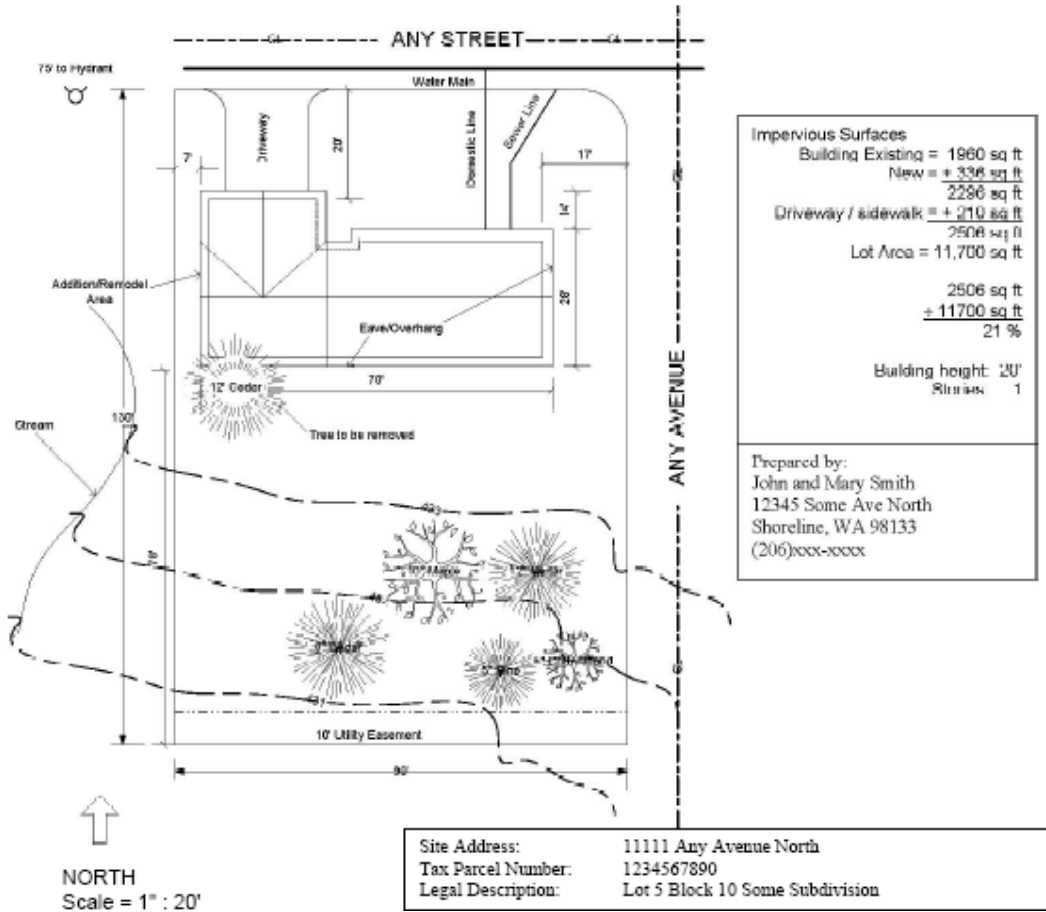 ANY STREET
75' to Hydrant
Water Main
Driveway
20'
Domestic Line
Sewer Line
7'
17'
14'
Addition/Remodel
Area
28'
Eave/Overhang
70'
12" Cedar
Tree to be removed
130'
Stream
ANY AVENUE
10' Utility Easement
90'
NORTH
Scale = 1" : 20'
Impervious Surfaces
Building Existing = 1960 sq ft
New = + 336 sq ft
2296 sq ft
Driveway / sidewalk = + 210 sq ft
2506 sq ft
Lot Area = 11,700 sq ft
2506 sq ft
÷ 11700 sq ft
21 %
Building height: 20'
Stories 1
Prepared by:
John and Mary Smith
12345 Some Ave North
Shoreline, WA 98133
(206)xxx-xxxx
Site Address: 11111 Any Avenue North
Tax Parcel Number: 1234567890
Legal Description: Lot 5 Block 10 Some Subdivision